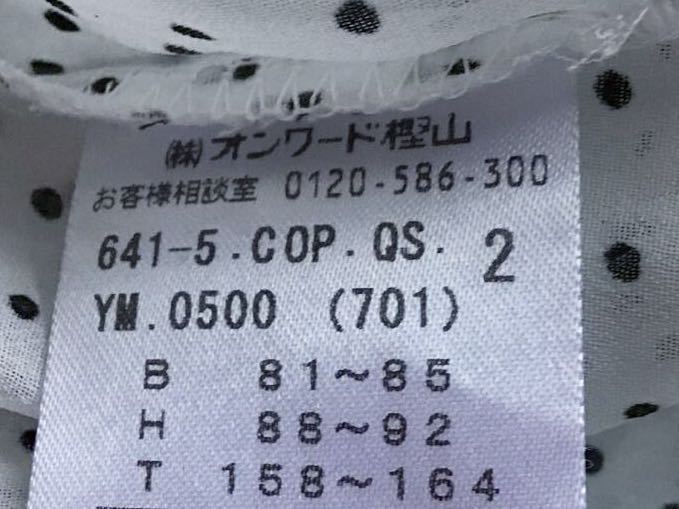 ㈱オンワード樫山
お客様相談室 0120-586-300
641-5.COP.QS. 2
YM.0500 (701)
B 81~85
H 88~92
T 158~164